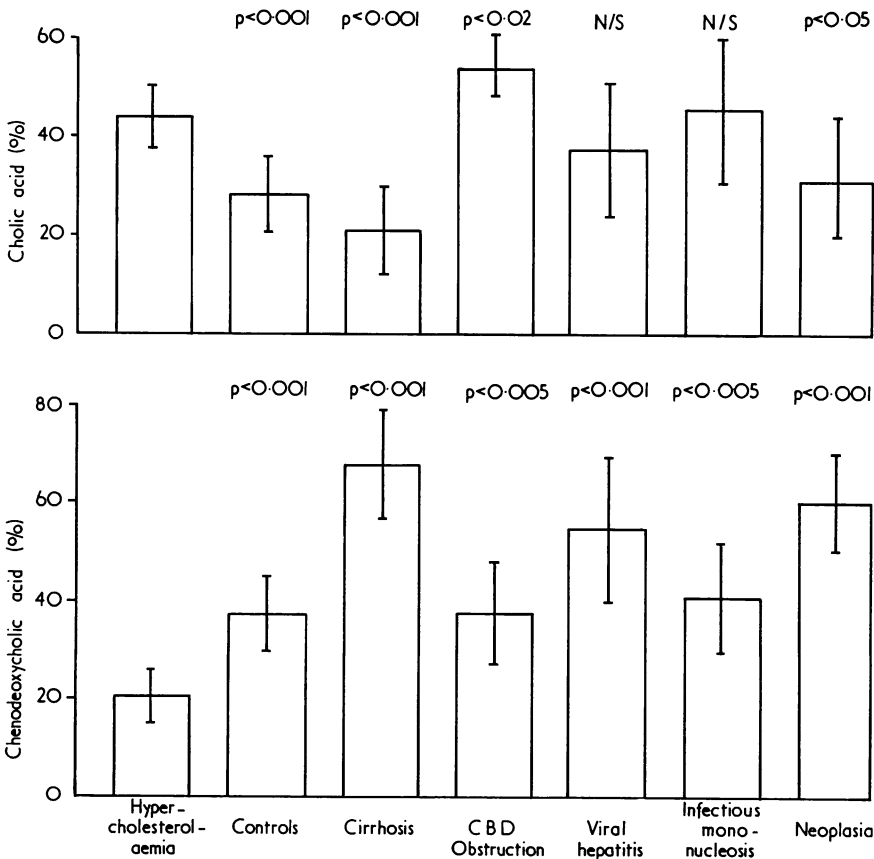 p<0·001 p<0·001 p<0·02 N/S N/S p<0·05
60
40
20
0
Cholic acid (%)
p<0·001 p<0·001 p<0·005 p<0·001 p<0·005 p<0·001
80
60
40
20
0
Chenodeoxycholic acid (%)
Hyper-
cholesterol-
aemia
Controls
Cirrhosis
CBD
Obstruction
Viral
hepatitis
Infectious
mono-
nucleosis
Neoplasia